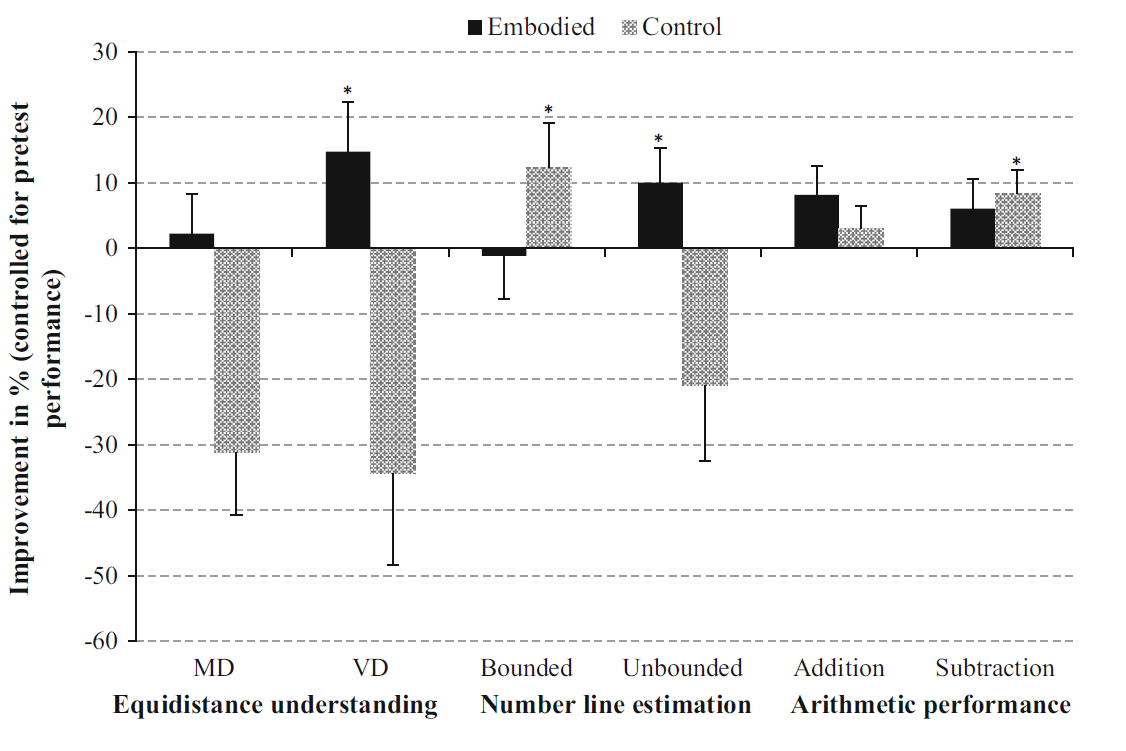 Embodied Control
30
20
10
0
-10
-20
-30
-40
-50
-60
Improvement in % (controlled for pretest
performance)
*
*
*
*
MD VD Bounded Unbounded Addition Subtraction
Equidistance understanding Number line estimation Arithmetic performance